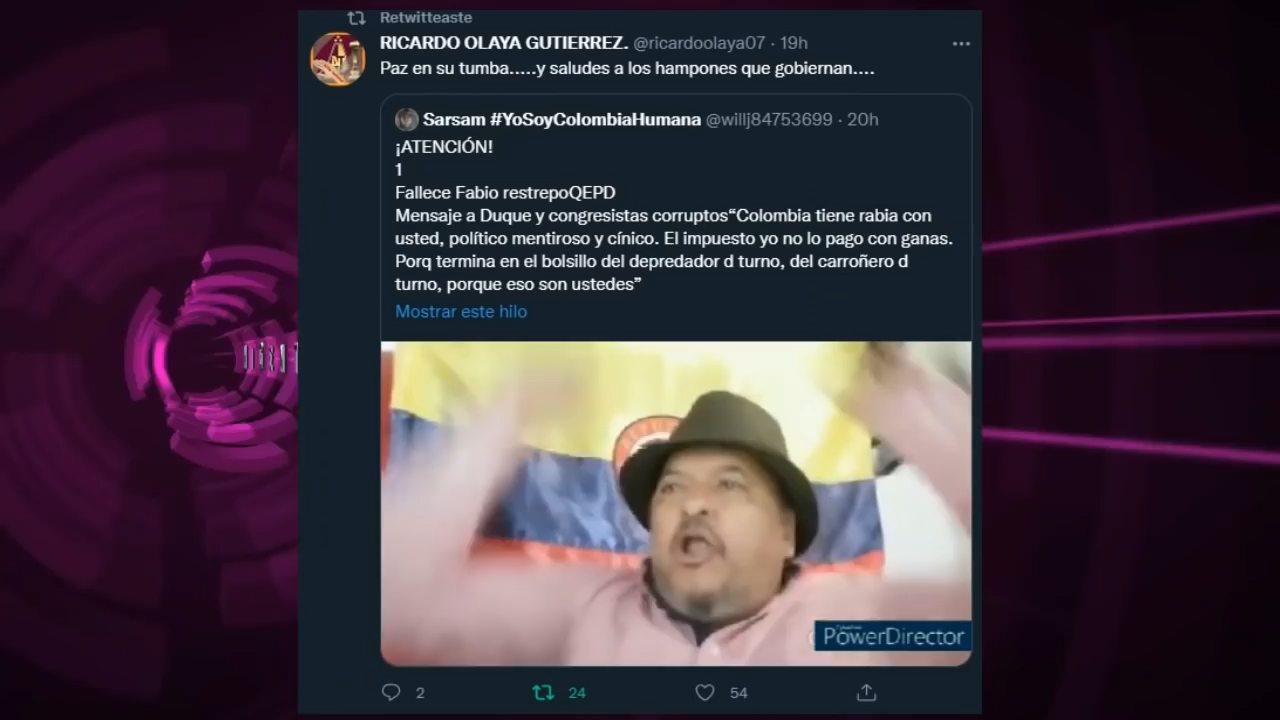 Retwitteaste
RICARDO OLAYA GUTIERREZ. @ricardoolaya07 · 19h
Paz en su tumba.....y saludes a los hampones que gobiernan....
Sarsam #YoSoyColombiaHumana @willj84753699 · 20h
¡ATENCIÓN!
1
Fallece Fabio restrepoQEPD
Mensaje a Duque y congresistas corruptos“Colombia tiene rabia con
usted, político mentiroso y cínico. El impuesto yo no lo pago con ganas.
Porq termina en el bolsillo del depredador d turno, del carroñero d
turno, porque eso son ustedes”
Mostrar este hilo
PowerDirector
2 24 54